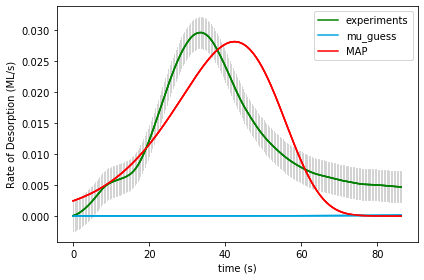 experiments
mu_guess
MAP
Rate of Desorption (ML/s)
0.030
0.025
0.020
0.015
0.010
0.005
0.000
0 20 40 60 80
time (s)